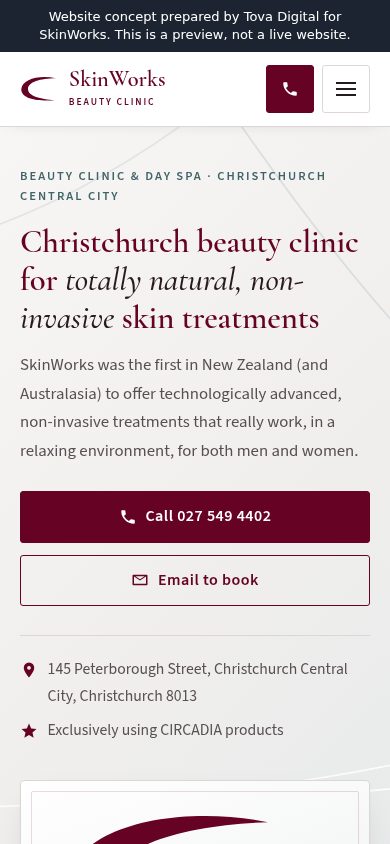 Website concept prepared by Tova Digital for
SkinWorks. This is a preview, not a live website.
SkinWorks
BEAUTY CLINIC
BEAUTY CLINIC & DAY SPA · CHRISTCHURCH
CENTRAL CITY
Christchurch beauty clinic
for totally natural, non-
invasive skin treatments
SkinWorks was the first in New Zealand (and
Australasia) to offer technologically advanced,
non-invasive treatments that really work, in a
relaxing environment, for both men and women.
Call 027 549 4402
Email to book
145 Peterborough Street, Christchurch Central
City, Christchurch 8013
Exclusively using CIRCADIA products